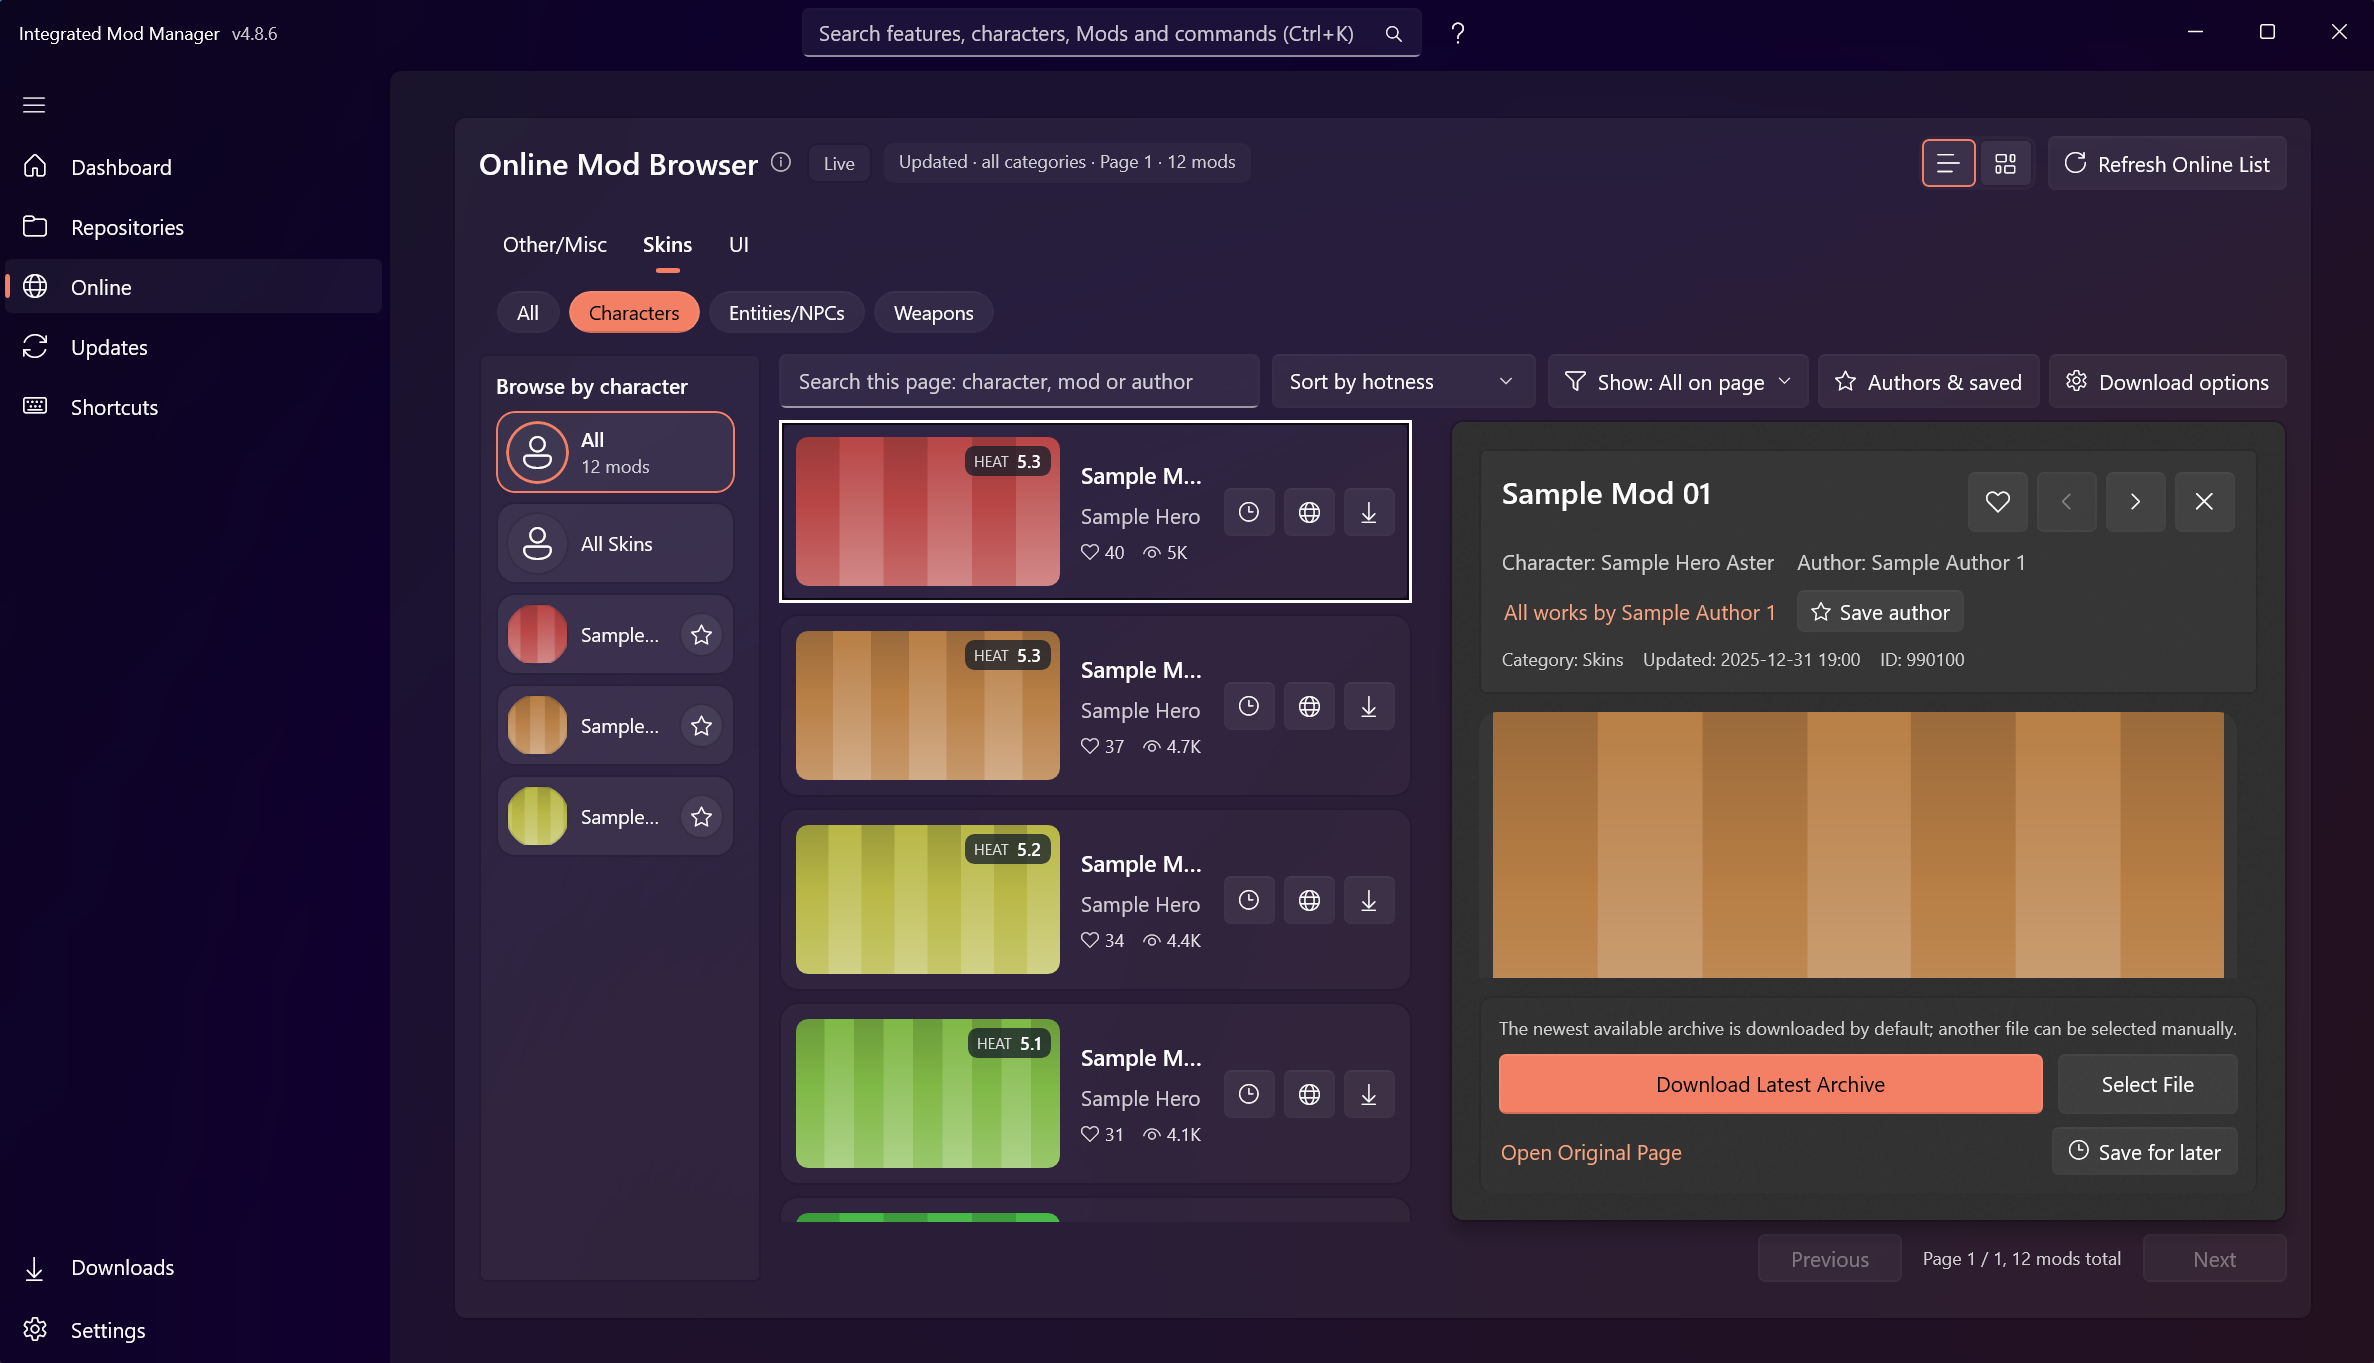 Integrated Mod Manager v4.8.6
Search features, characters, Mods and commands (Ctrl+K)
Dashboard
Repositories
Online
Updates
Shortcuts
Downloads
Settings
Online Mod Browser
Live
Updated · all categories · Page 1 · 12 mods
Refresh Online List
Other/Misc
Skins
UI
All
Characters
Entities/NPCs
Weapons
Browse by character
All
12 mods
All Skins
Sample...
Sample...
Sample...
Search this page: character, mod or author
Sort by hotness
Show: All on page
Authors & saved
Download options
HEAT 5.3
Sample M...
Sample Hero
40 5K
HEAT 5.3
Sample M...
Sample Hero
37 4.7K
HEAT 5.2
Sample M...
Sample Hero
34 4.4K
HEAT 5.1
Sample M...
Sample Hero
31 4.1K
Sample Mod 01
Character: Sample Hero Aster Author: Sample Author 1
All works by Sample Author 1
Save author
Category: Skins Updated: 2025-12-31 19:00 ID: 990100
The newest available archive is downloaded by default; another file can be selected manually.
Download Latest Archive
Select File
Open Original Page
Save for later
Previous
Page 1 / 1, 12 mods total
Next